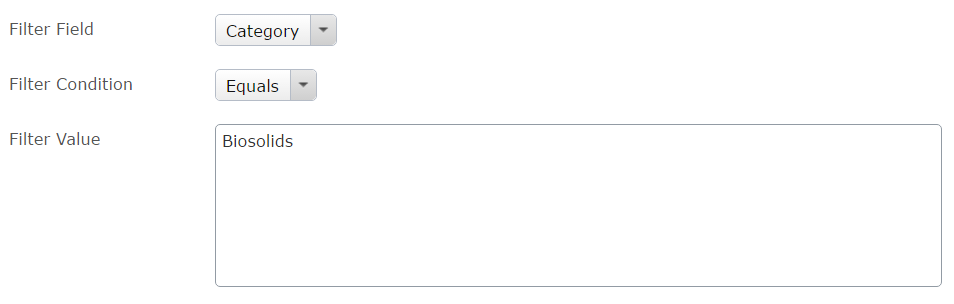 Filter Field Category
Filter Condition Equals
Filter Value Biosolids